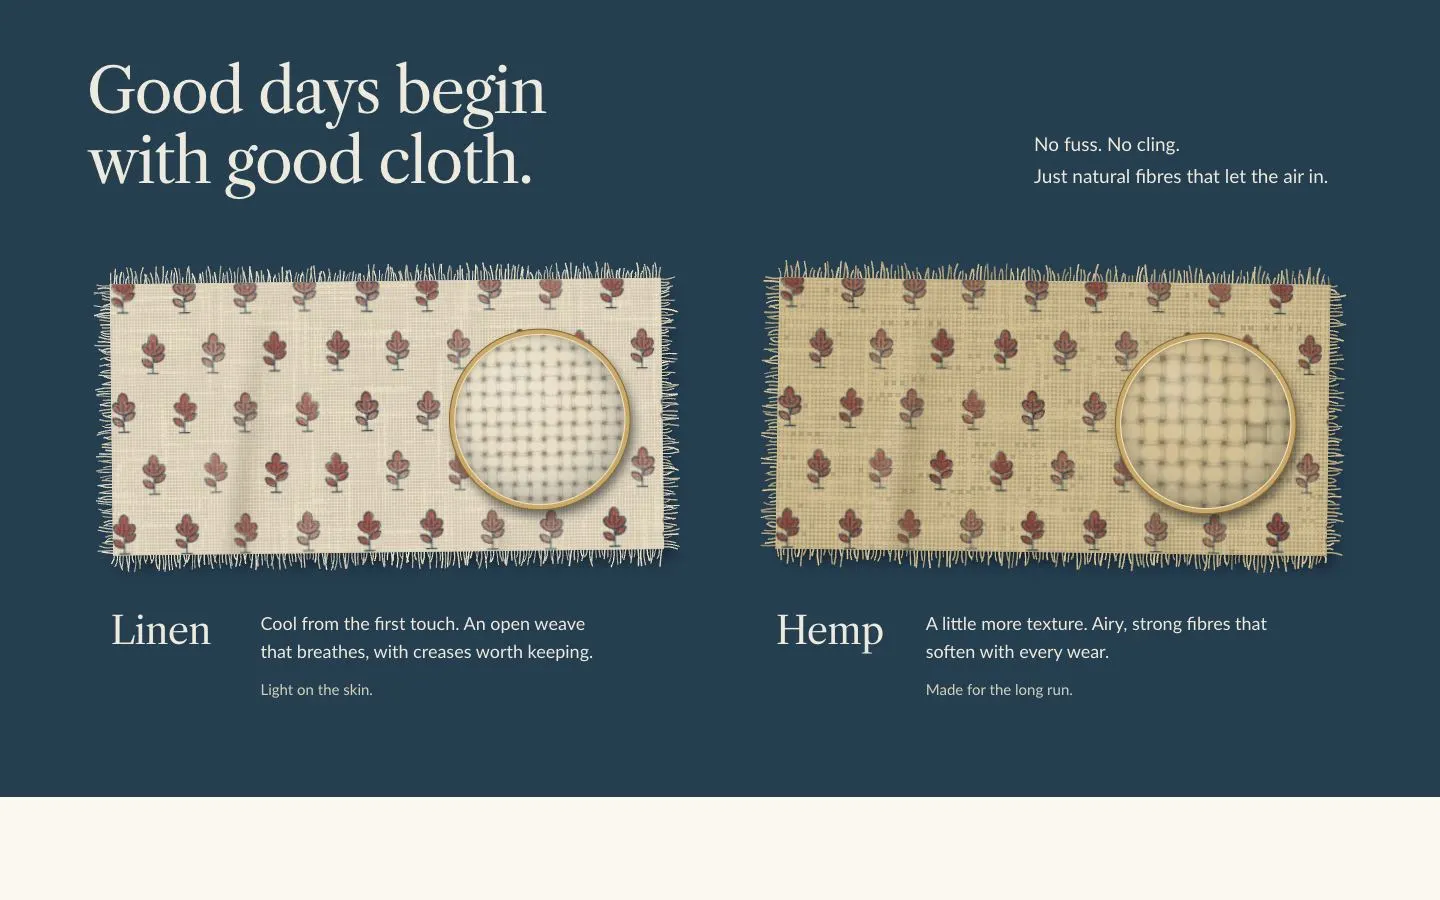 Good days begin
with good cloth.
No fuss. No cling.
Just natural fibres that let the air in.
Linen
Cool from the first touch. An open weave
that breathes, with creases worth keeping.
Light on the skin.
Hemp
A little more texture. Airy, strong fibres that
soften with every wear.
Made for the long run.